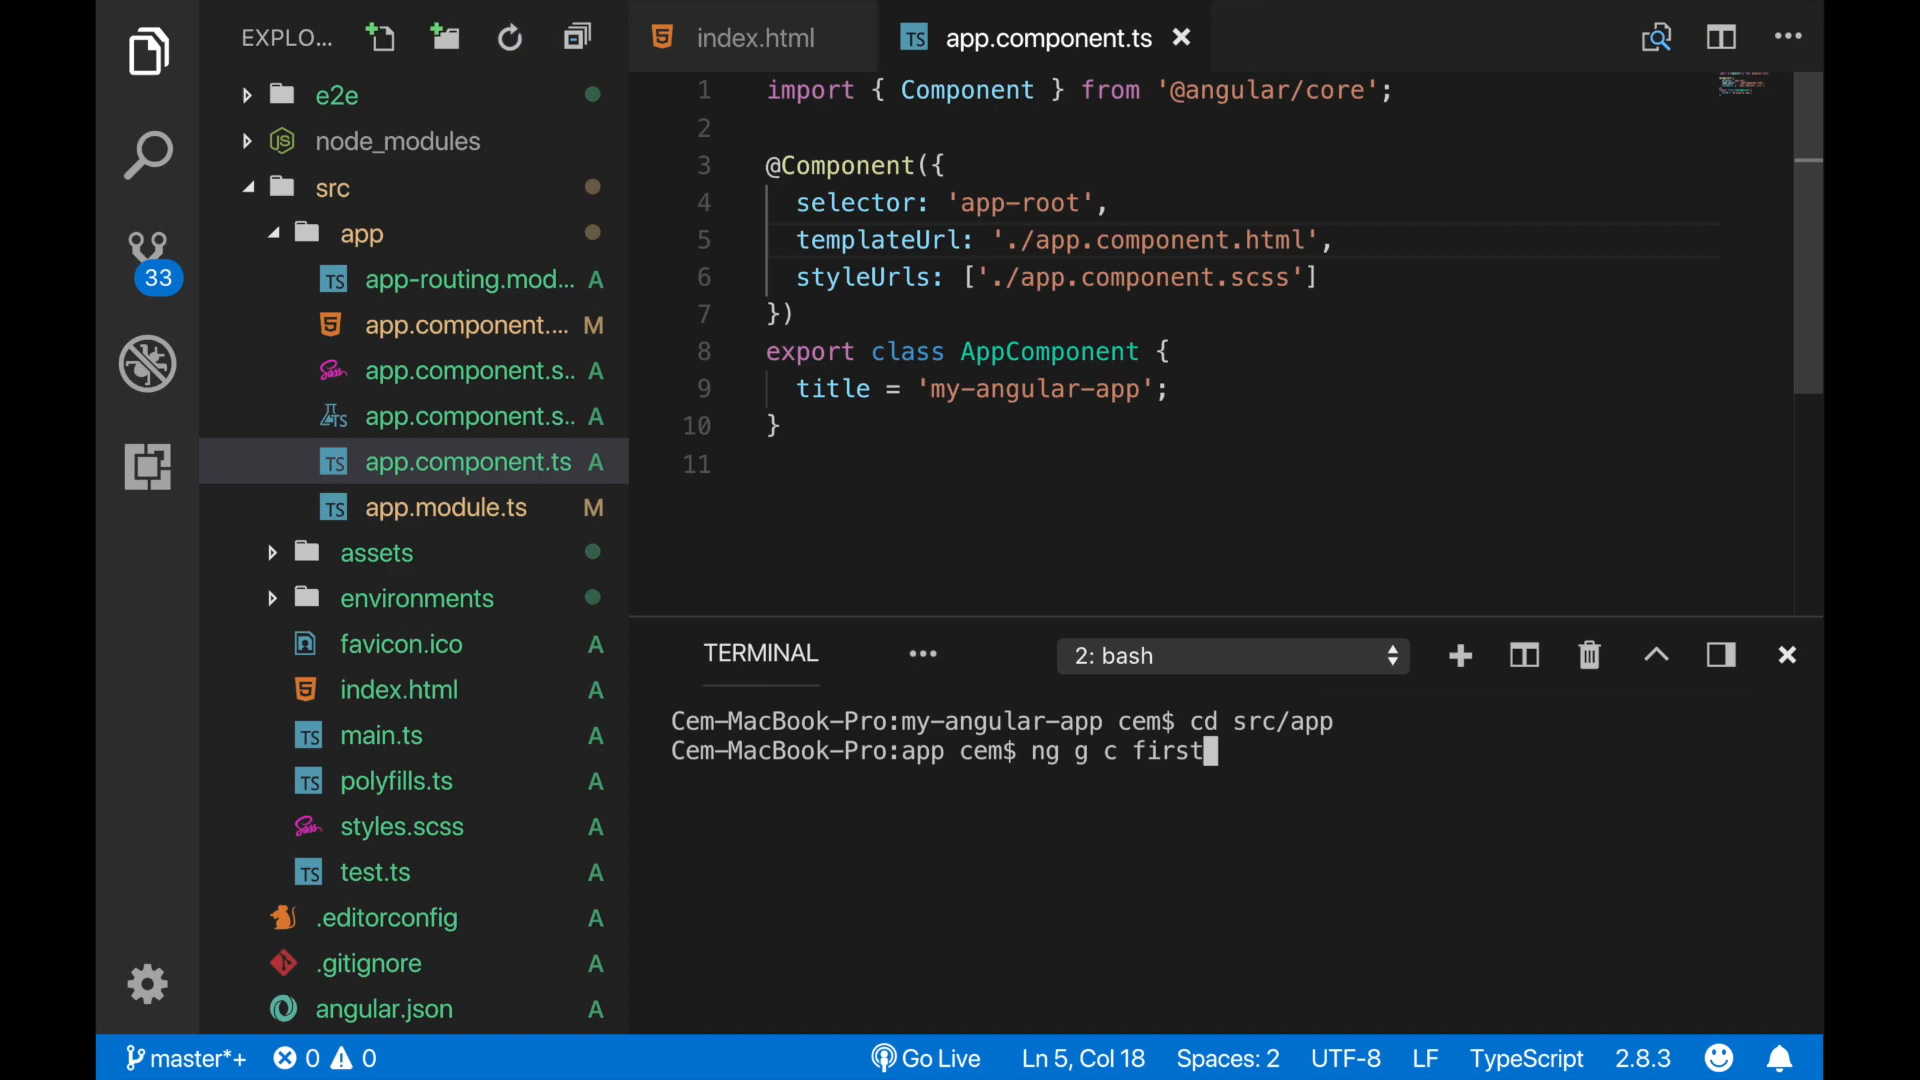 EXPLO...
e2e
node_modules
src
app
app-routing.mod... A
app.component.... M
app.component.s.. A
app.component.s.. A
app.component.ts A
app.module.ts M
assets
environments
favicon.ico A
index.html A
main.ts A
polyfills.ts A
styles.scss A
test.ts A
.editorconfig A
.gitignore A
angular.json A
33
index.html
TS app.component.ts
1 import { Component } from '@angular/core';
2
3 @Component({
4 selector: 'app-root',
5 templateUrl: './app.component.html',
6 styleUrls: ['./app.component.scss']
7 })
8 export class AppComponent {
9 title = 'my-angular-app';
10 }
11
TERMINAL ••• 2: bash
Cem-MacBook-Pro:my-angular-app cem$ cd src/app
Cem-MacBook-Pro:app cem$ ng g c first
master*+ 0 0 Go Live Ln 5, Col 18 Spaces: 2 UTF-8 LF TypeScript 2.8.3